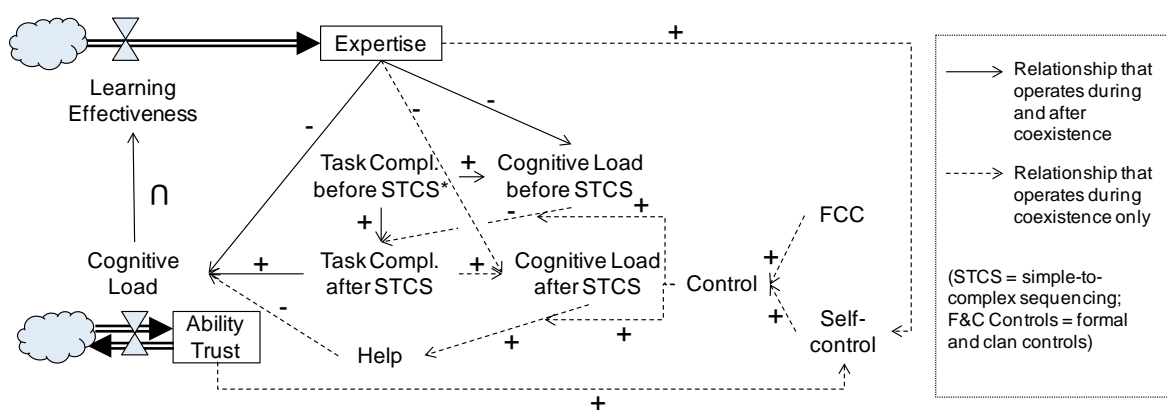 +
Expertise
Learning
Effectiveness
-
-
-
Task Compl.
before STCS*
+
Cognitive Load
before STCS
∩
+
-
+
FCC
Cognitive
Load
+
Task Compl.
after STCS
+
Cognitive Load
after STCS
Control
+
+
-
Ability
Trust
Help
+
+
Self-
control
+
Relationship that
operates during
and after
coexistence
Relationship that
operates during
coexistence only
(STCS = simple-to-
complex sequencing;
F&C Controls = formal
and clan controls)